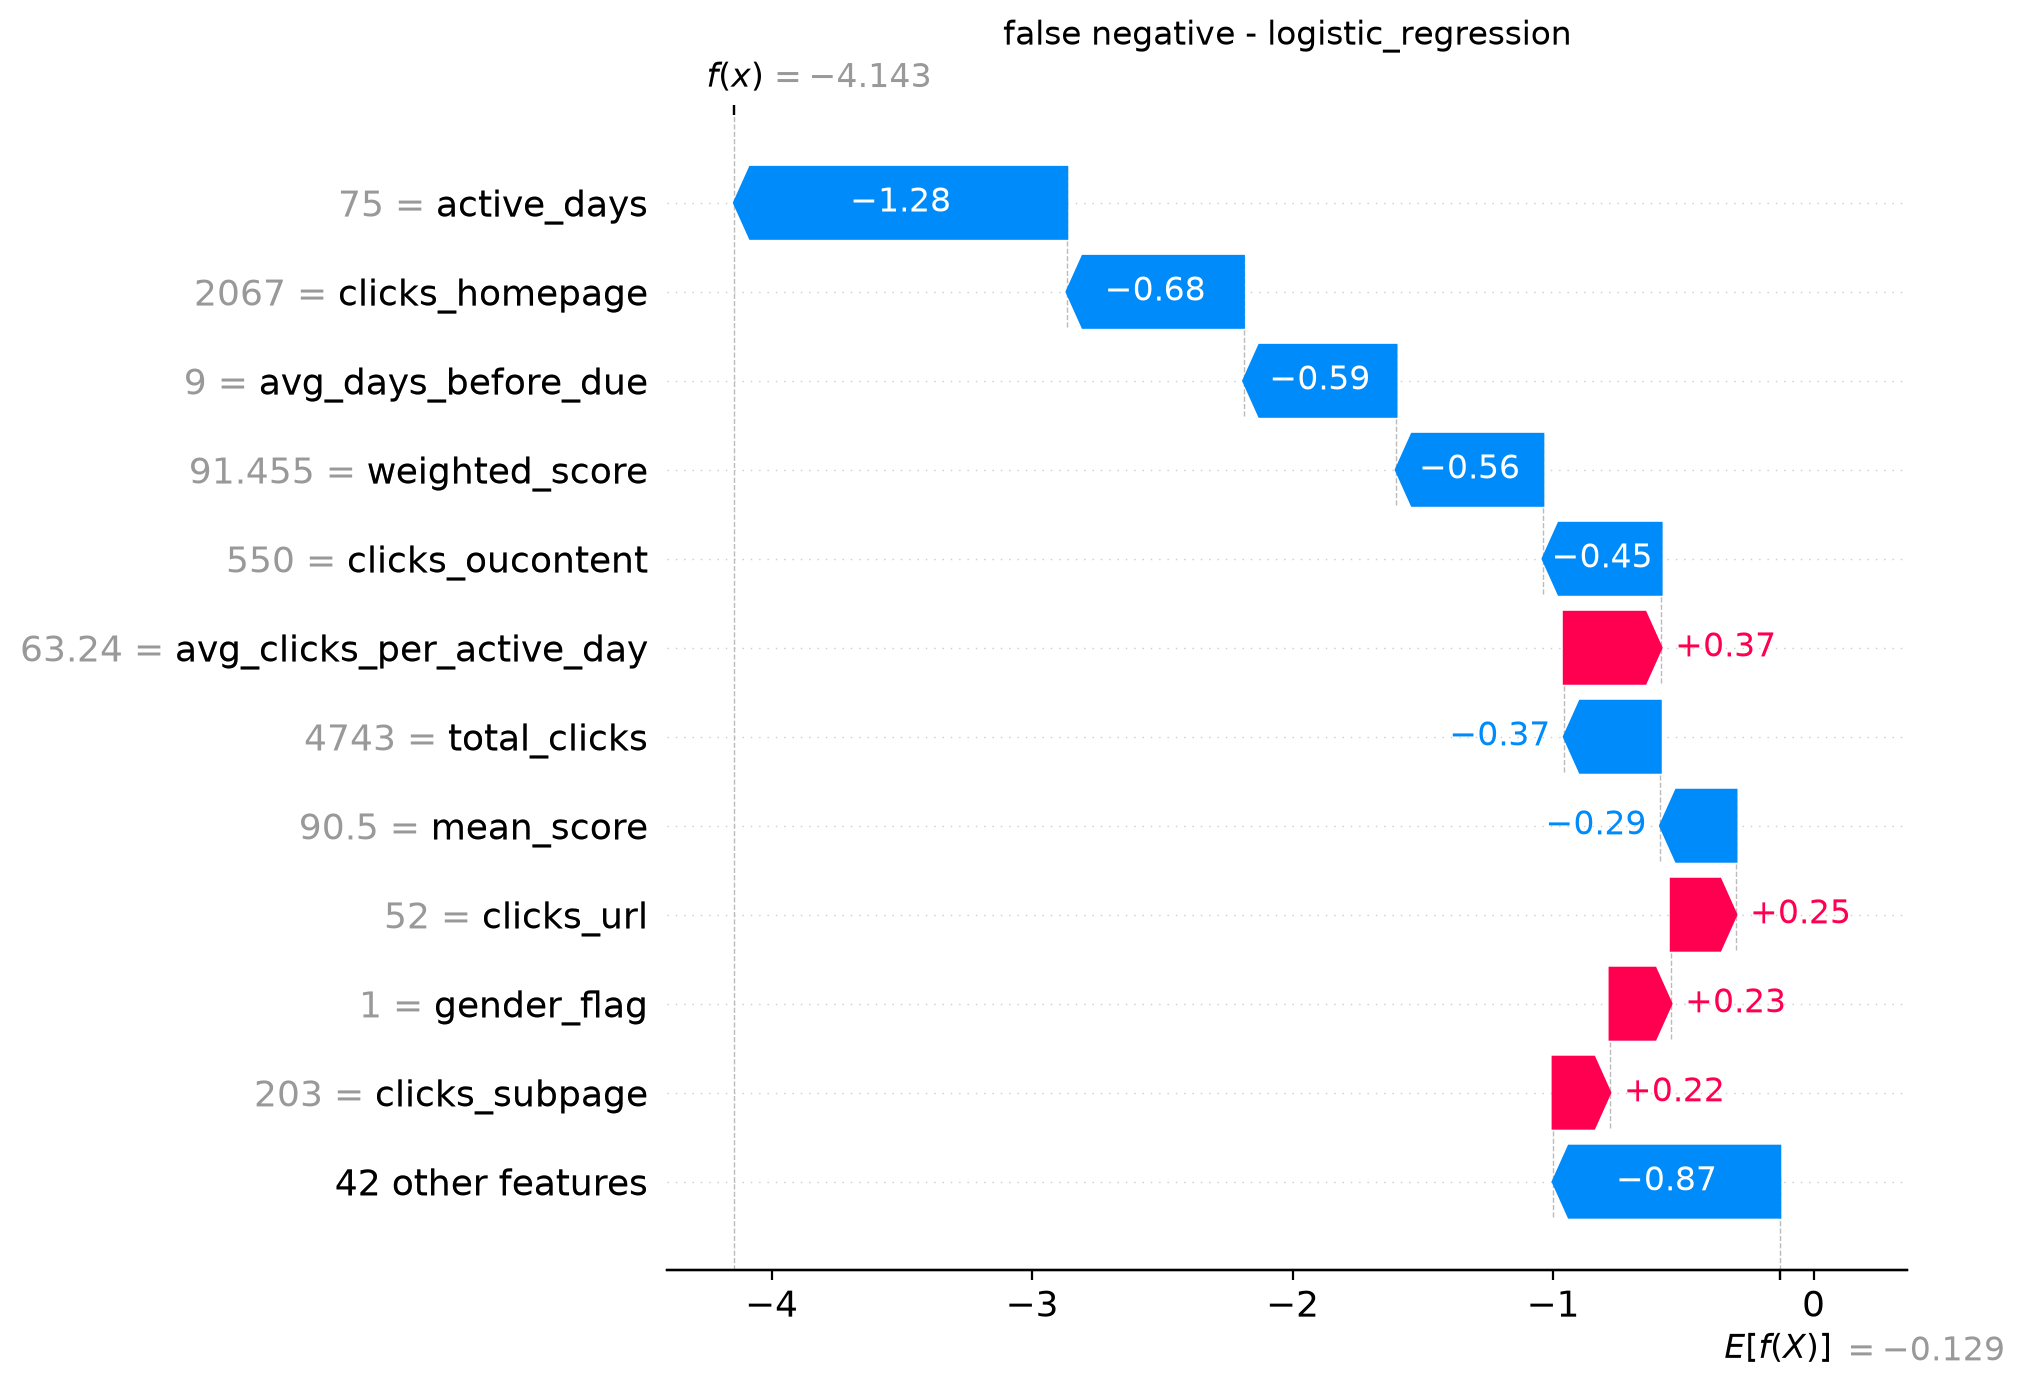 false negative - logistic_regression
f(x) = −4.143
75 = active_days −1.28
2067 = clicks_homepage −0.68
9 = avg_days_before_due −0.59
91.455 = weighted_score −0.56
550 = clicks_oucontent −0.45
63.24 = avg_clicks_per_active_day +0.37
4743 = total_clicks −0.37
90.5 = mean_score −0.29
52 = clicks_url +0.25
1 = gender_flag +0.23
203 = clicks_subpage +0.22
42 other features −0.87
−4 −3 −2 −1 0
E[f(X)] = −0.129